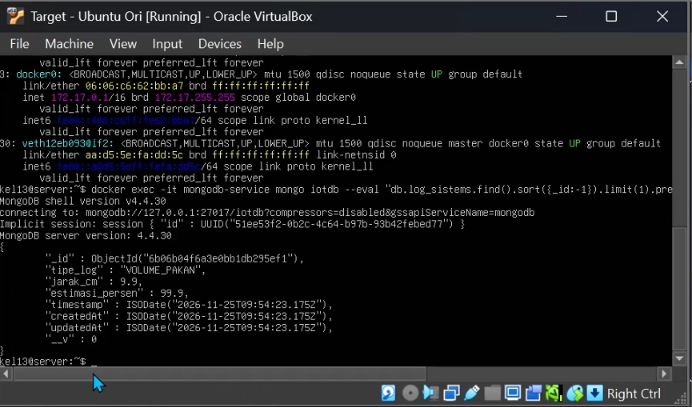 Target - Ubuntu Ori [Running] - Oracle VirtualBox
File Machine View Input Devices Help
valid_lft forever preferred_lft forever
3: docker0: <BROADCAST,MULTICAST,UP,LOWER_UP> mtu 1500 qdisc noqueue state UP group default
link/ether 06:06:c6:62:bb:a7 brd ff:ff:ff:ff:ff:ff
inet 172.17.0.1/16 brd 172.17.255.255 scope global docker0
valid_lft forever preferred_lft forever
inet6 /64 scope link proto kernel_ll
valid_lft forever preferred_lft forever
30: veth12eb093@if2: <BROADCAST,MULTICAST,UP,LOWER_UP> mtu 1500 qdisc noqueue master docker0 state UP group default
link/ether aa:d5:5e:fa:dd:5c brd ff:ff:ff:ff:ff:ff link-netnsid 0
inet6 /64 scope link proto kernel_ll
valid_lft forever preferred_lft forever
kel13@server:~$ docker exec -it mongodb-service mongo iotdb --eval "db.log_sistems.find().sort({_id:-1}).limit(1).pre
MongoDB shell version v4.4.30
connecting to: mongodb://127.0.0.1:27017/iotdb?compressors=disabled&gssapiServiceName=mongodb
Implicit session: session { "id" : UUID("51ee53f2-0b2c-4c64-b97b-93b42febed77") }
MongoDB server version: 4.4.30
{
"_id" : ObjectId("6b06b04f6a3e0bb1db295ef1"),
"tipe_log" : "VOLUME_PAKAN",
"jarak_cm" : 9.9,
"estimasi_persen" : 99.9,
"timestamp" : ISODate("2026-11-25T09:54:23.175Z"),
"createdAt" : ISODate("2026-11-25T09:54:23.175Z"),
"updatedAt" : ISODate("2026-11-25T09:54:23.175Z"),
"__v" : 0
}
kel13@server:~$ _
Right Ctrl